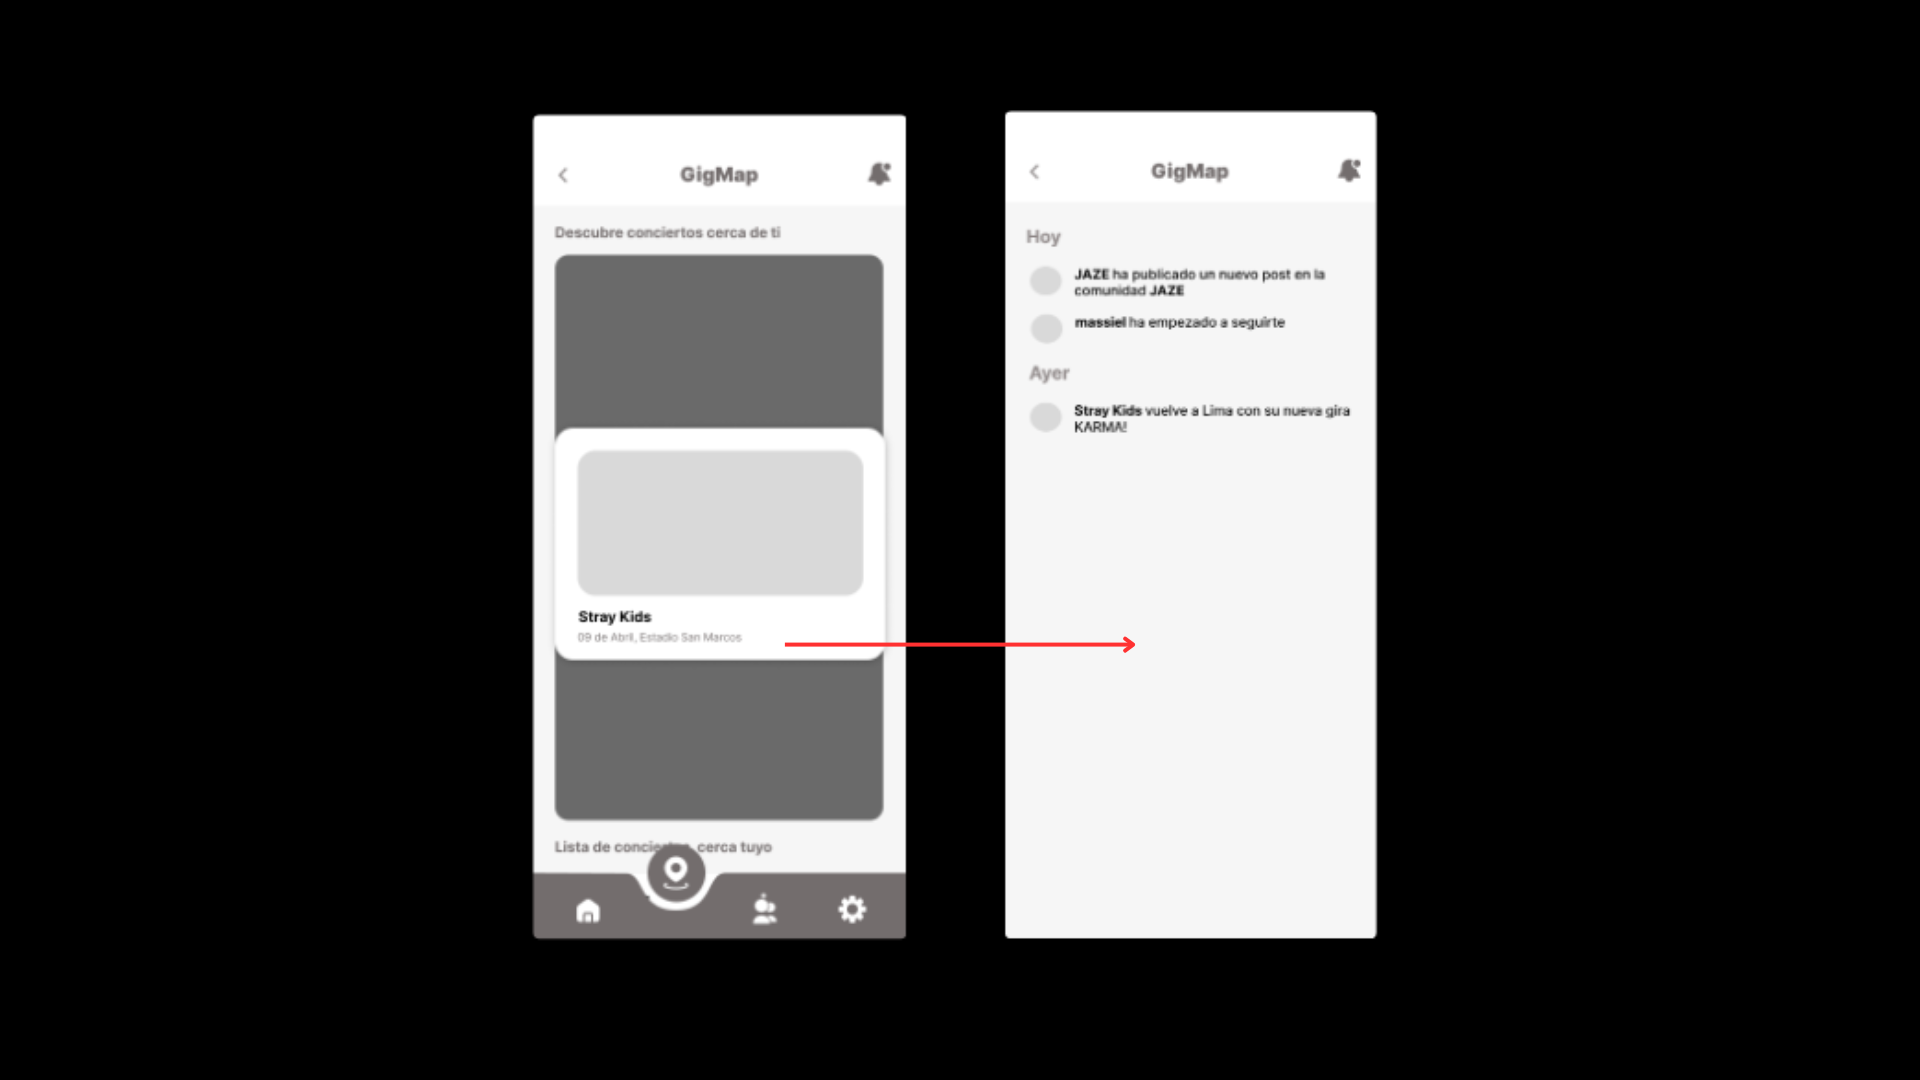 GigMap
Descubre conciertos cerca de ti
Stray Kids
09 de Abril, Estadio San Marcos
Lista de concier cerca tuyo
GigMap
Hoy
JAZE ha publicado un nuevo post en la
comunidad JAZE
massiel ha empezado a seguirte
Ayer
Stray Kids vuelve a Lima con su nueva gira
KARMA!